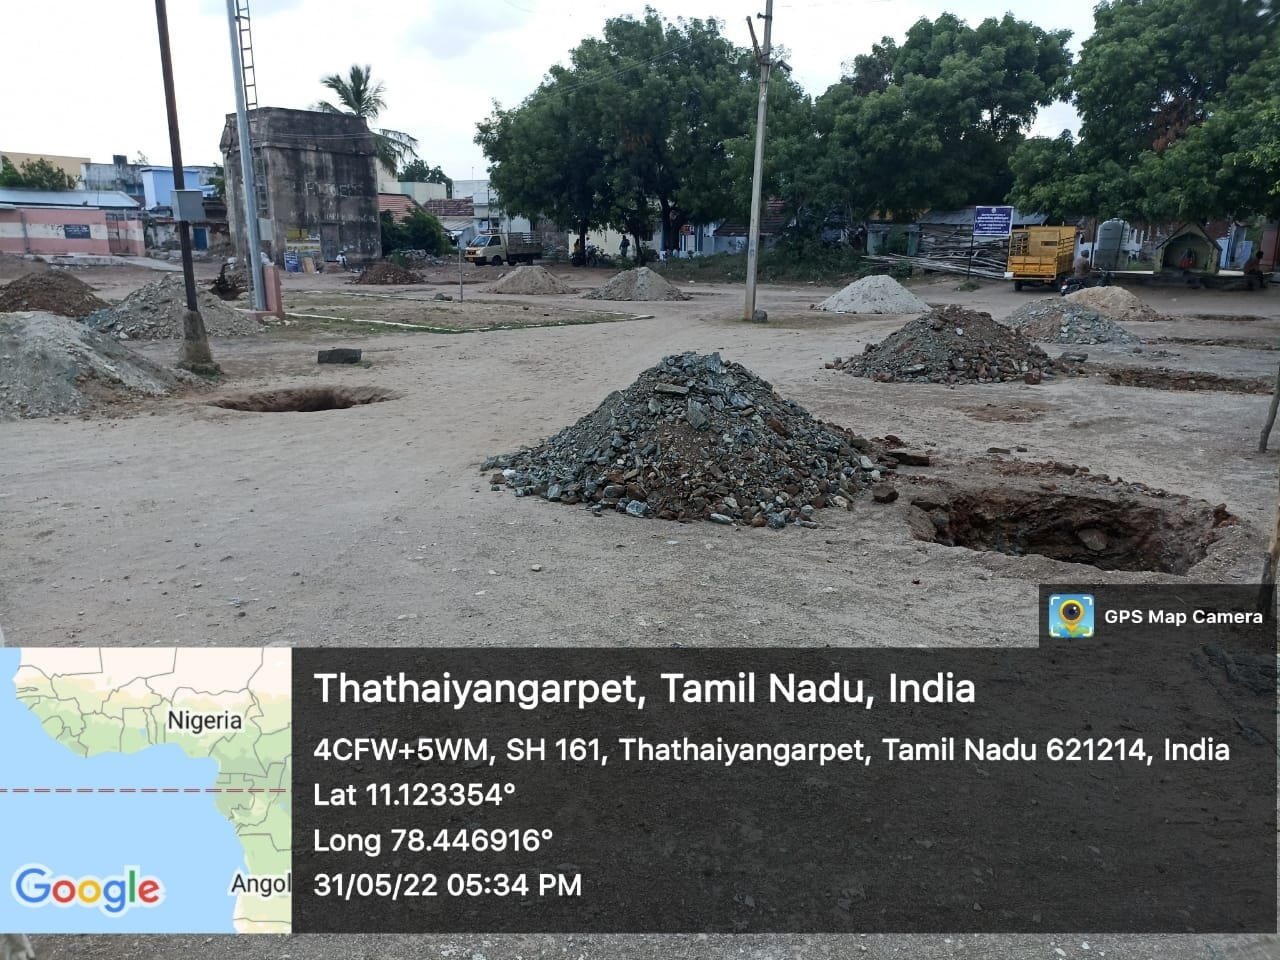 GPS Map Camera
Nigeria
Angol
Google
Thathaiyangarpet, Tamil Nadu, India
4CFW+5WM, SH 161, Thathaiyangarpet, Tamil Nadu 621214, India
Lat 11.123354°
Long 78.446916°
31/05/22 05:34 PM